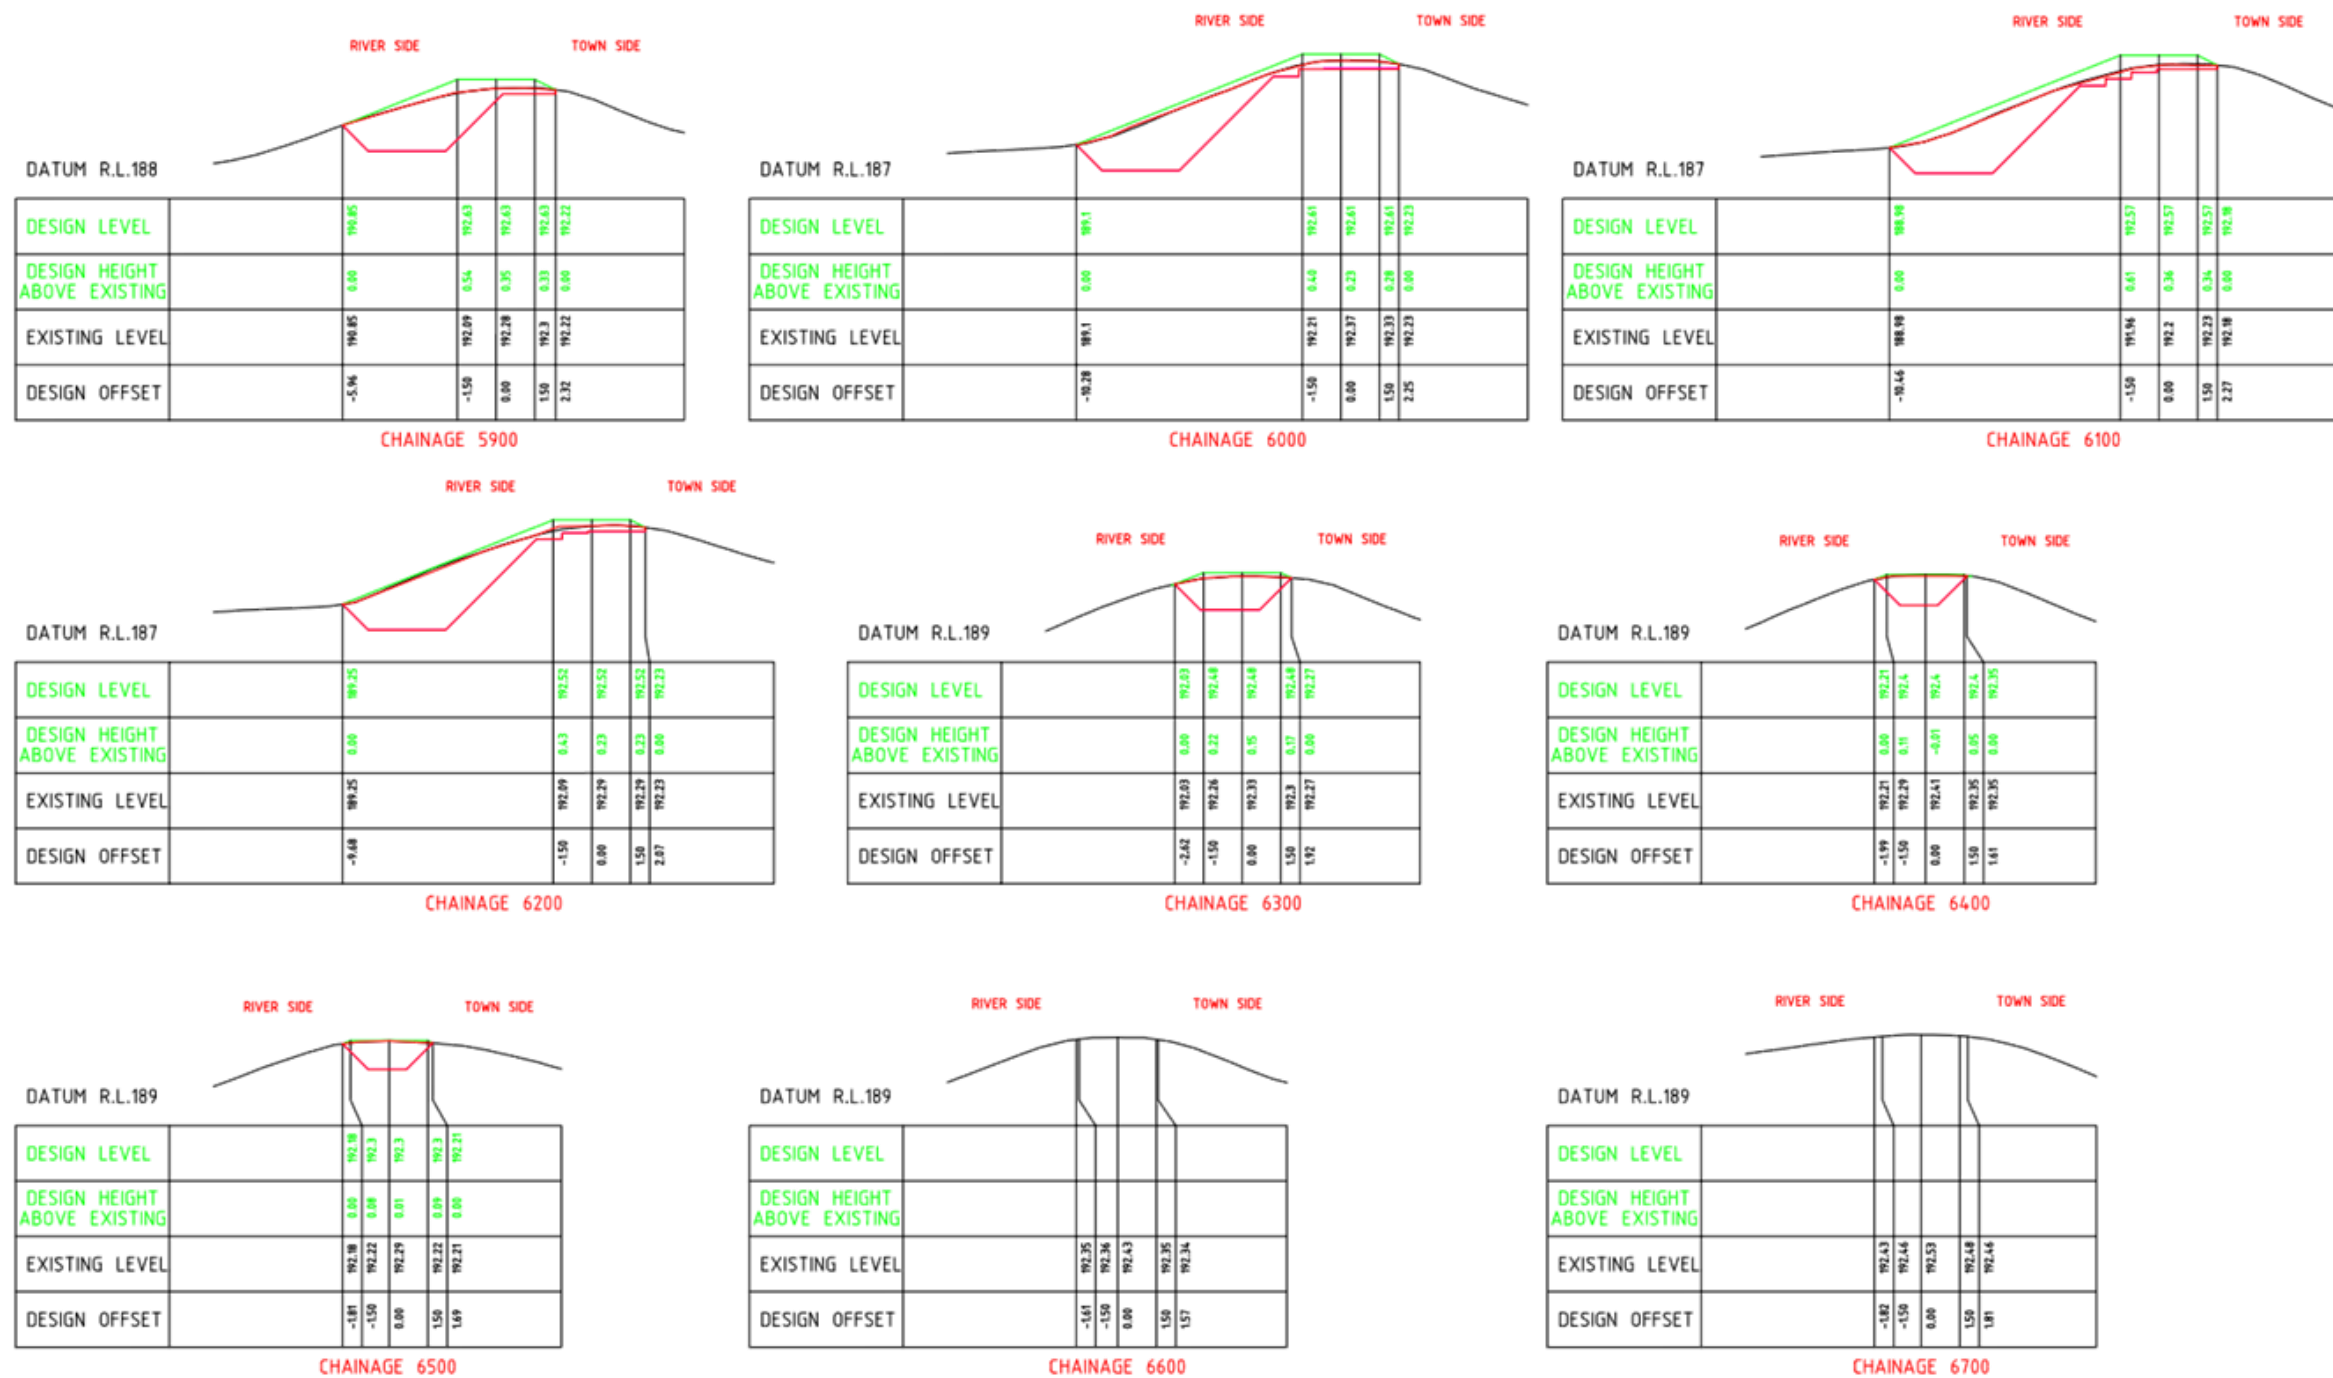 RIVER SIDE TOWN SIDE
DATUM R.L.188
DESIGN LEVEL 190.85 192.63 192.63 192.63 192.22
DESIGN HEIGHT
ABOVE EXISTING 0.00 0.54 0.35 0.33 0.00
EXISTING LEVEL 190.85 192.09 192.28 192.3 192.22
DESIGN OFFSET -5.96 -1.50 0.00 1.50 2.32
CHAINAGE 5900
RIVER SIDE TOWN SIDE
DATUM R.L.187
DESIGN LEVEL 189.1 192.61 192.61 192.61 192.23
DESIGN HEIGHT
ABOVE EXISTING 0.00 0.40 0.23 0.28 0.00
EXISTING LEVEL 189.1 192.21 192.37 192.33 192.23
DESIGN OFFSET -10.28 -1.50 0.00 1.50 2.25
CHAINAGE 6000
RIVER SIDE TOWN SIDE
DATUM R.L.187
DESIGN LEVEL 188.98 192.57 192.57 192.57 192.18
DESIGN HEIGHT
ABOVE EXISTING 0.00 0.61 0.36 0.34 0.00
EXISTING LEVEL 188.98 191.96 192.2 192.23 192.18
DESIGN OFFSET -10.46 -1.50 0.00 1.50 2.27
CHAINAGE 6100
RIVER SIDE TOWN SIDE
DATUM R.L.187
DESIGN LEVEL 189.25 192.52 192.52 192.52 192.23
DESIGN HEIGHT
ABOVE EXISTING 0.00 0.43 0.23 0.23 0.00
EXISTING LEVEL 189.25 192.09 192.29 192.29 192.23
DESIGN OFFSET -9.68 -1.50 0.00 1.50 2.07
CHAINAGE 6200
RIVER SIDE TOWN SIDE
DATUM R.L.189
DESIGN LEVEL 192.03 192.48 192.48 192.48 192.27
DESIGN HEIGHT
ABOVE EXISTING 0.00 0.22 0.15 0.17 0.00
EXISTING LEVEL 192.03 192.26 192.33 192.3 192.27
DESIGN OFFSET -2.62 -1.50 0.00 1.50 1.92
CHAINAGE 6300
RIVER SIDE TOWN SIDE
DATUM R.L.189
DESIGN LEVEL 192.21 192.4 192.4 192.4 192.35
DESIGN HEIGHT
ABOVE EXISTING 0.00 0.11 -0.01 0.05 0.00
EXISTING LEVEL 192.21 192.29 192.41 192.35 192.35
DESIGN OFFSET -1.99 -1.50 0.00 1.50 1.61
CHAINAGE 6400
RIVER SIDE TOWN SIDE
DATUM R.L.189
DESIGN LEVEL 192.18 192.3 192.3 192.3 192.21
DESIGN HEIGHT
ABOVE EXISTING 0.00 0.08 0.01 0.09 0.00
EXISTING LEVEL 192.18 192.22 192.29 192.22 192.21
DESIGN OFFSET -1.81 -1.50 0.00 1.50 1.69
CHAINAGE 6500
RIVER SIDE TOWN SIDE
DATUM R.L.189
DESIGN LEVEL
DESIGN HEIGHT
ABOVE EXISTING
EXISTING LEVEL 192.35 192.36 192.43 192.35 192.34
DESIGN OFFSET -1.61 -1.50 0.00 1.50 1.57
CHAINAGE 6600
RIVER SIDE TOWN SIDE
DATUM R.L.189
DESIGN LEVEL
DESIGN HEIGHT
ABOVE EXISTING
EXISTING LEVEL 192.43 192.46 192.53 192.48 192.46
DESIGN OFFSET -1.82 -1.50 0.00 1.50 1.81
CHAINAGE 6700